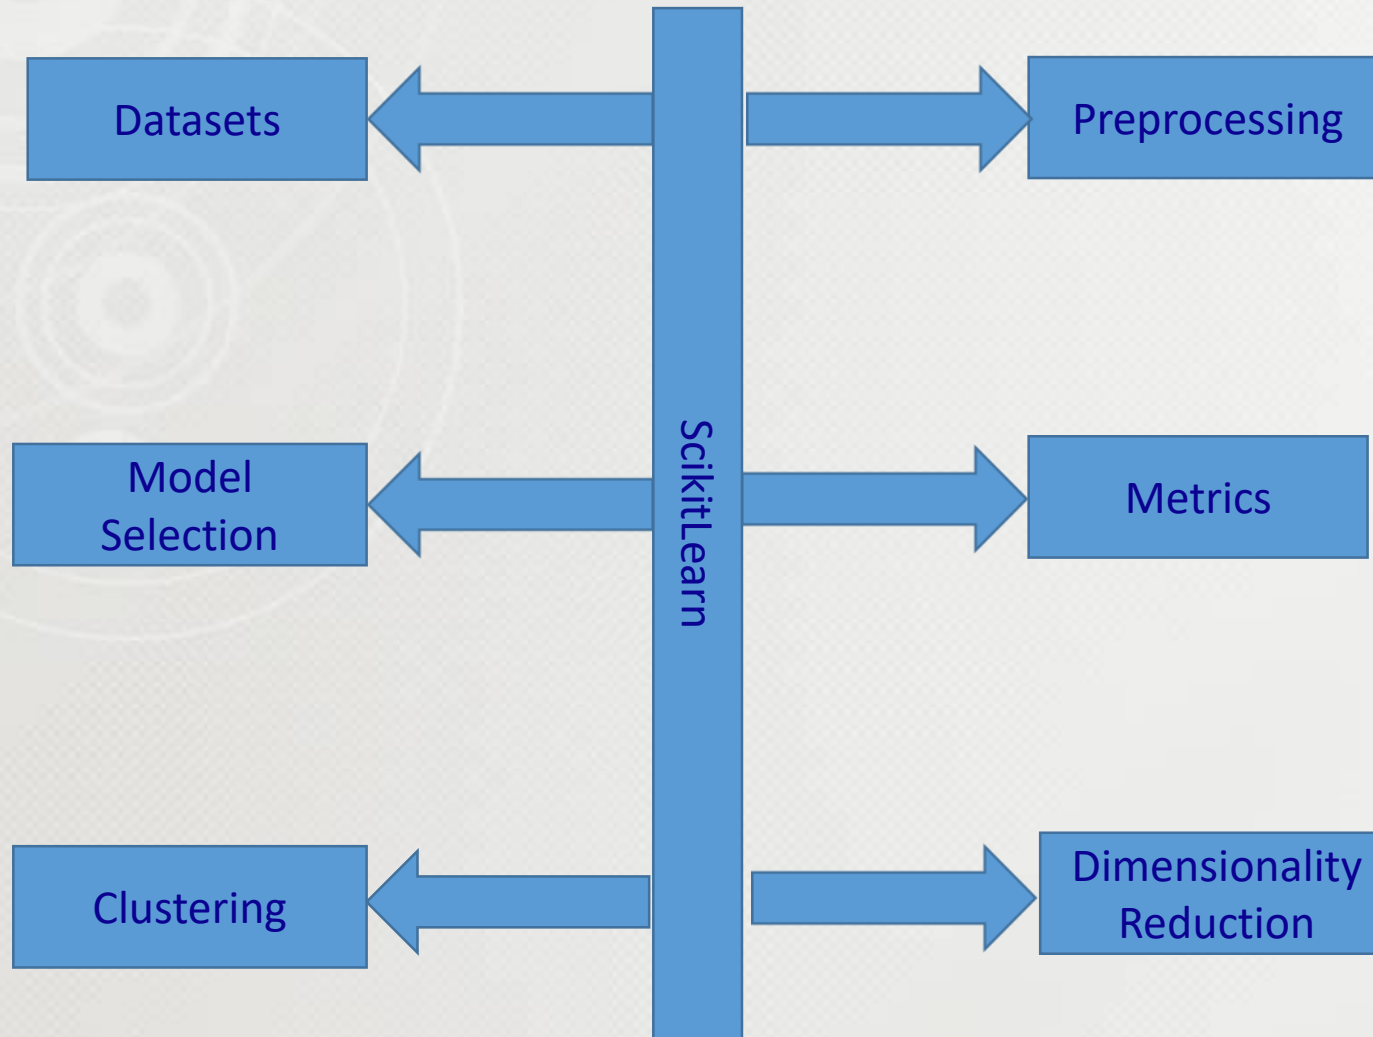 Datasets
Preprocessing
Model
Selection
ScikitLearn
Metrics
Clustering
Dimensionality
Reduction